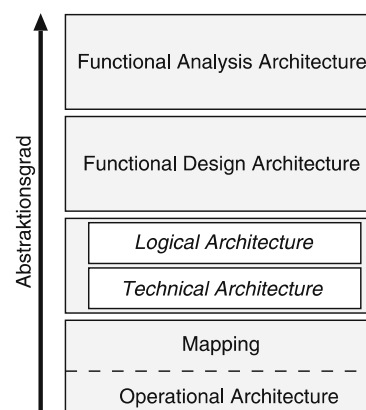 Abstraktionsgrad
Functional Analysis Architecture
Functional Design Architecture
Logical Architecture
Technical Architecture
Mapping
Operational Architecture